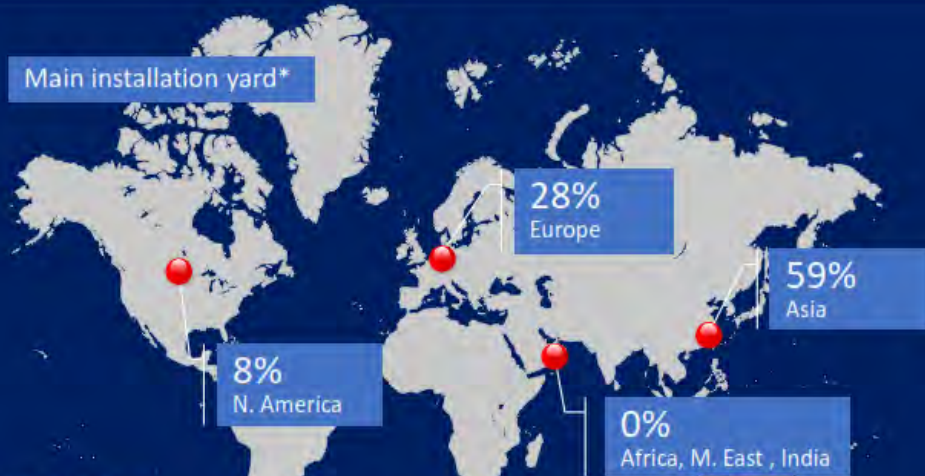 Main installation yard*
28%
Europe
59%
Asia
8%
N. America
0%
Africa, M. East , India